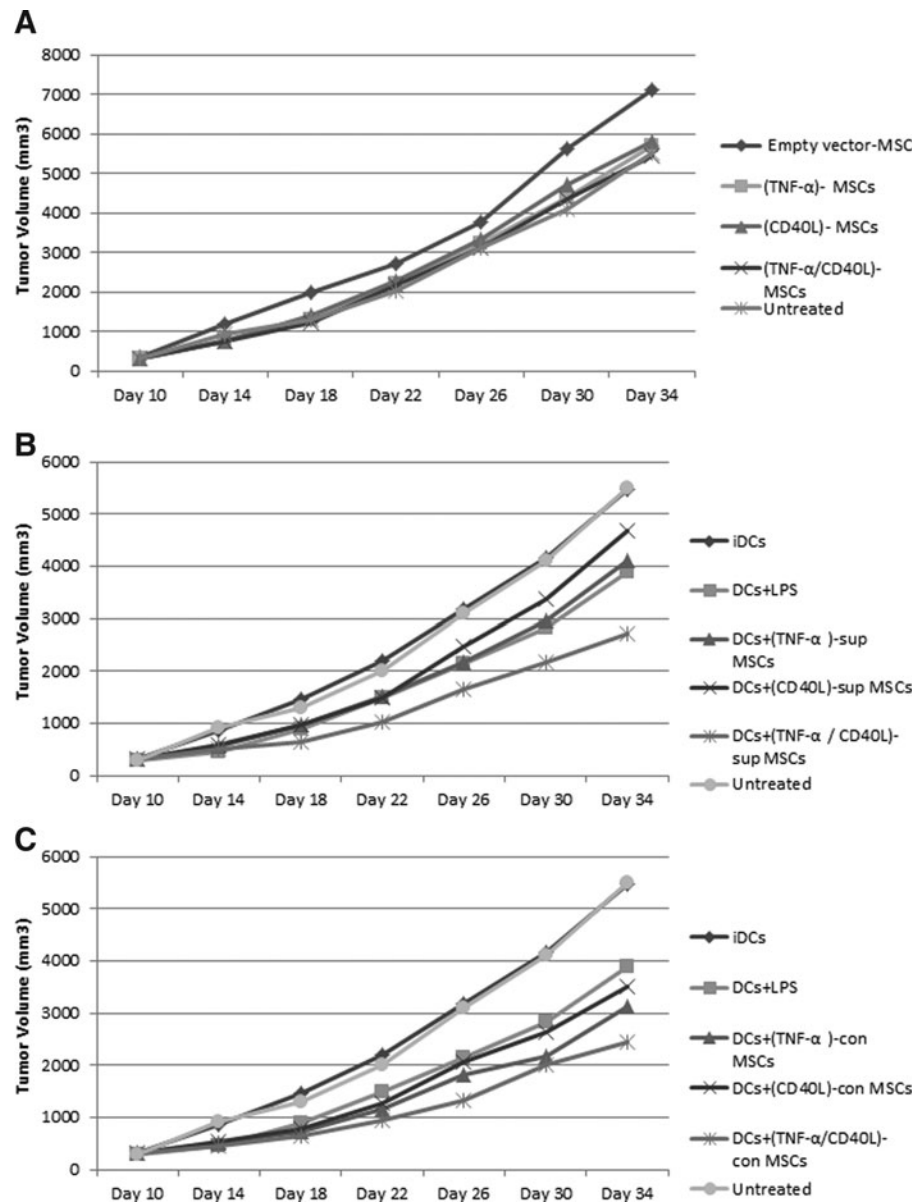 A
8000
7000
6000
5000
4000
3000
2000
1000
0
Tumor Volume (mm3)
Day 10 Day 14 Day 18 Day 22 Day 26 Day 30 Day 34
Empty vector-MSC
(TNF-α)- MSCs
(CD40L)- MSCs
(TNF-α/CD40L)-
MSCs
Untreated
B
6000
5000
4000
3000
2000
1000
0
Tumor Volume (mm3)
Day 10 Day 14 Day 18 Day 22 Day 26 Day 30 Day 34
iDCs
DCs+LPS
DCs+(TNF-α )-sup
MSCs
DCs+(CD40L)-sup MSCs
DCs+(TNF-α / CD40L)-
sup MSCs
Untreated
C
6000
5000
4000
3000
2000
1000
0
Tumor Volume (mm3)
Day 10 Day 14 Day 18 Day 22 Day 26 Day 30 Day 34
iDCs
DCs+LPS
DCs+(TNF-α )-con
MSCs
DCs+(CD40L)-con MSCs
DCs+(TNF-α/CD40L)-
con MSCs
Untreated